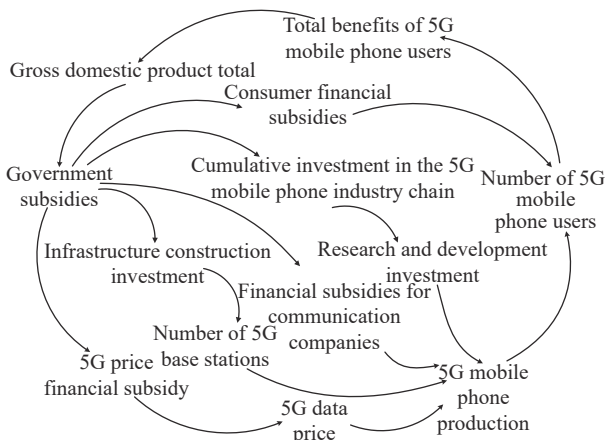 Total benefits of 5G
mobile phone users
Gross domestic product total
Consumer financial
subsidies
Government
subsidies
Cumulative investment in the 5G
mobile phone industry chain
Number of 5G
mobile
phone users
Infrastructure construction
investment
Research and development
investment
Financial subsidies for
communication
companies
Number of 5G
base stations
5G price
financial subsidy
5G mobile
phone
production
5G data
price